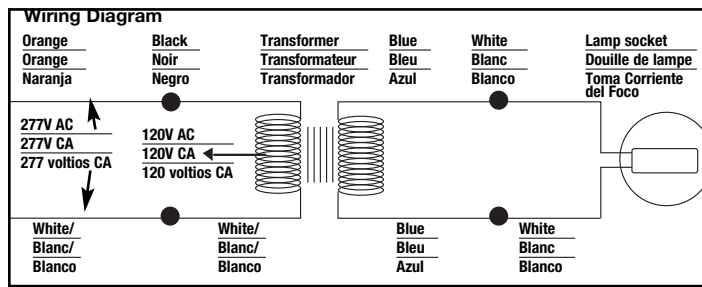 Wiring Diagram
Orange
Orange
Naranja
Black
Noir
Negro
Transformer
Transformateur
Transformador
Blue
Bleu
Azul
White
Blanc
Blanco
Lamp socket
Douille de lampe
Toma Corriente
del Foco
277V AC
277V CA
277 voltios CA
120V AC
120V CA
120 voltios CA
White/
Blanc/
Blanco
White/
Blanc/
Blanco
Blue
Bleu
Azul
White
Blanc
Blanco